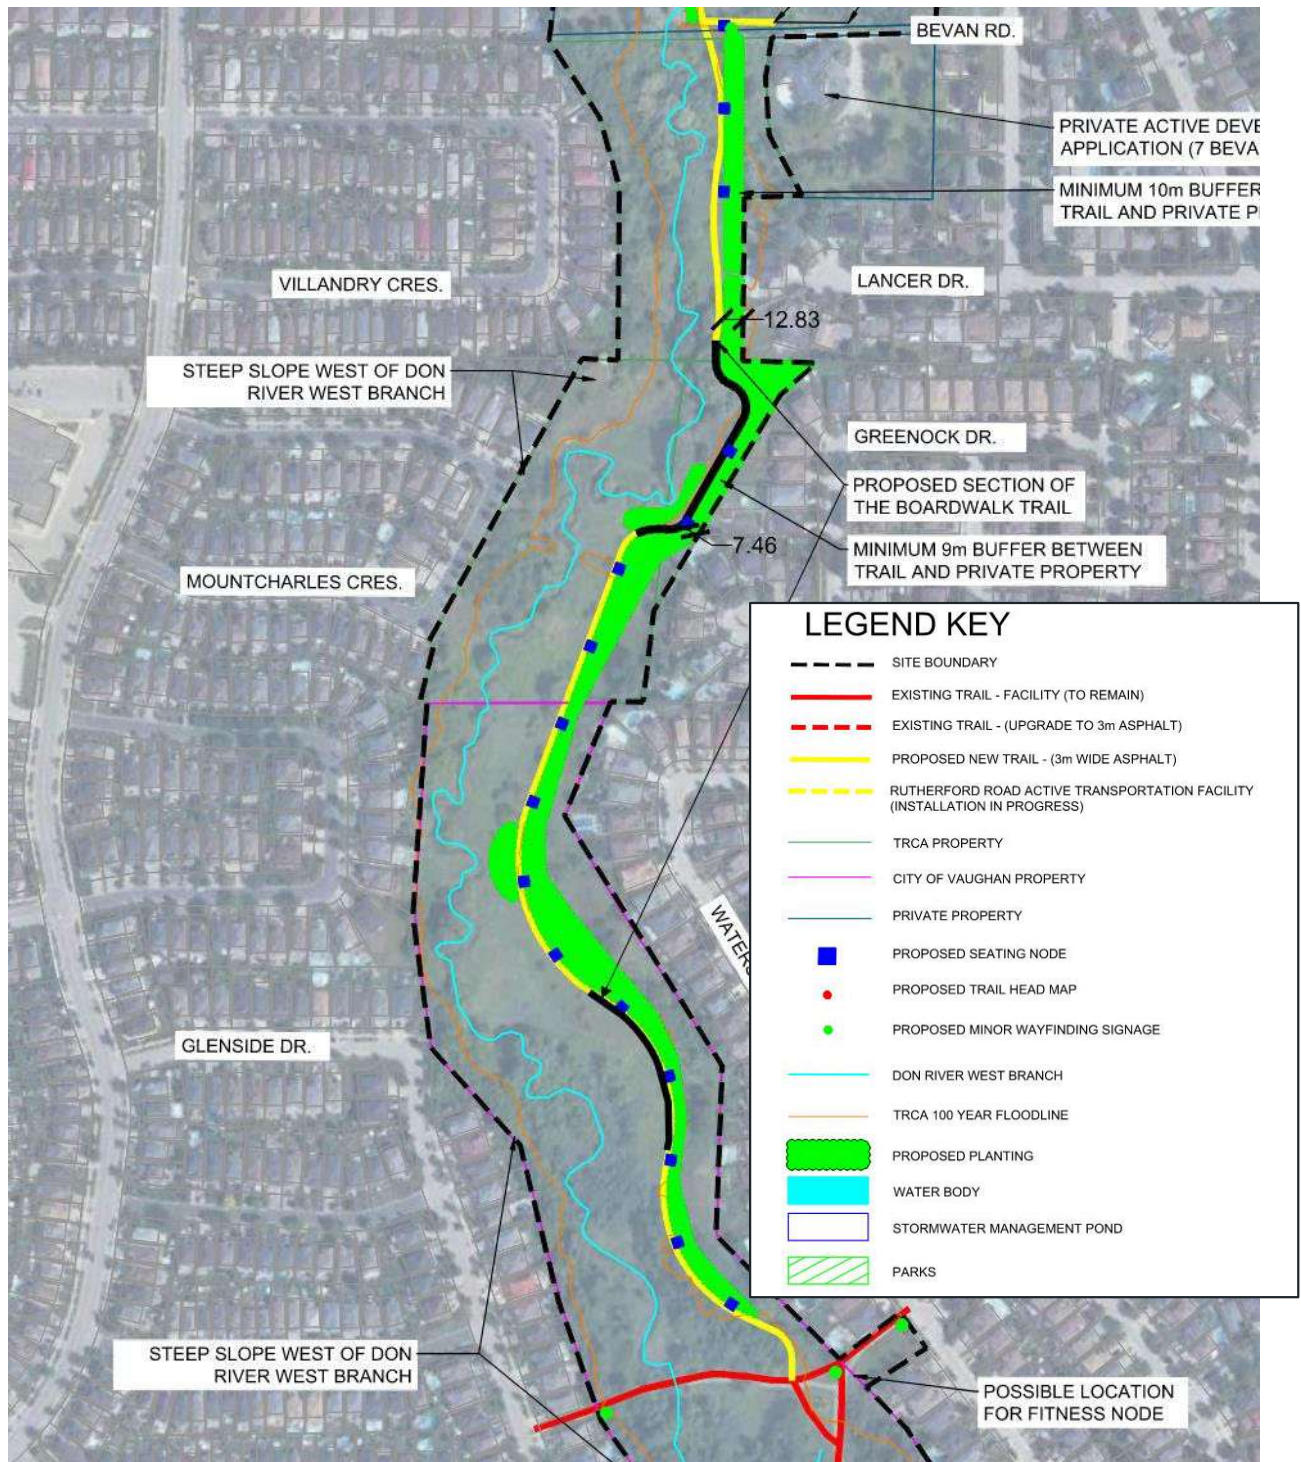 BEVAN RD.
PRIVATE ACTIVE DEVE
APPLICATION (7 BEVA
MINIMUM 10m BUFFER
TRAIL AND PRIVATE P
VILLANDRY CRES.
LANCER DR.
12.83
STEEP SLOPE WEST OF DON
RIVER WEST BRANCH
GREENOCK DR.
PROPOSED SECTION OF
THE BOARDWALK TRAIL
7.46
MINIMUM 9m BUFFER BETWEEN
TRAIL AND PRIVATE PROPERTY
MOUNTCHARLES CRES.
LEGEND KEY
SITE BOUNDARY
EXISTING TRAIL - FACILITY (TO REMAIN)
EXISTING TRAIL - (UPGRADE TO 3m ASPHALT)
PROPOSED NEW TRAIL - (3m WIDE ASPHALT)
RUTHERFORD ROAD ACTIVE TRANSPORTATION FACILITY
(INSTALLATION IN PROGRESS)
TRCA PROPERTY
CITY OF VAUGHAN PROPERTY
PRIVATE PROPERTY
WATERS
PROPOSED SEATING NODE
PROPOSED TRAIL HEAD MAP
PROPOSED MINOR WAYFINDING SIGNAGE
GLENSIDE DR.
DON RIVER WEST BRANCH
TRCA 100 YEAR FLOODLINE
PROPOSED PLANTING
WATER BODY
STORMWATER MANAGEMENT POND
PARKS
STEEP SLOPE WEST OF DON
RIVER WEST BRANCH
POSSIBLE LOCATION
FOR FITNESS NODE